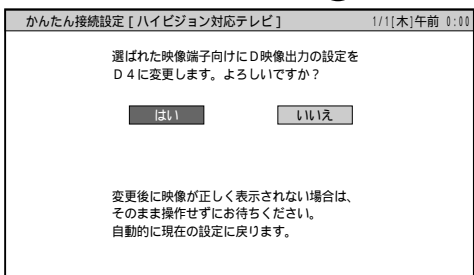 かんたん接続設定 [ ハイビジョン対応テレビ ] 1/1[木]午前 0:00
選ばれた映像端子向けにD映像出力の設定を
D4に変更します。よろしいですか?
はい いいえ
変更後に映像が正しく表示されない場合は、
そのまま操作せずにお待ちください。
自動的に現在の設定に戻ります。